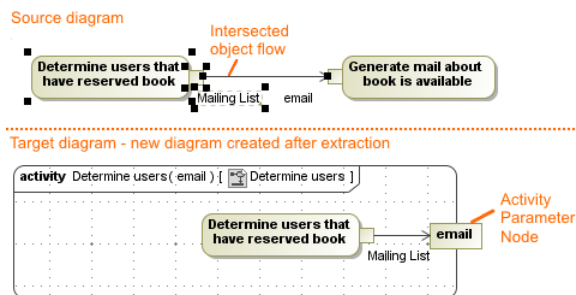 Source diagram
Intersected
object flow
Determine users that
have reserved book
Generate mail about
book is available
Mailing List
email
Target diagram - new diagram created after extraction
activity Determine users( email ) [ Determine users ]
Activity
Parameter
Node
Determine users that
have reserved book
email
Mailing List